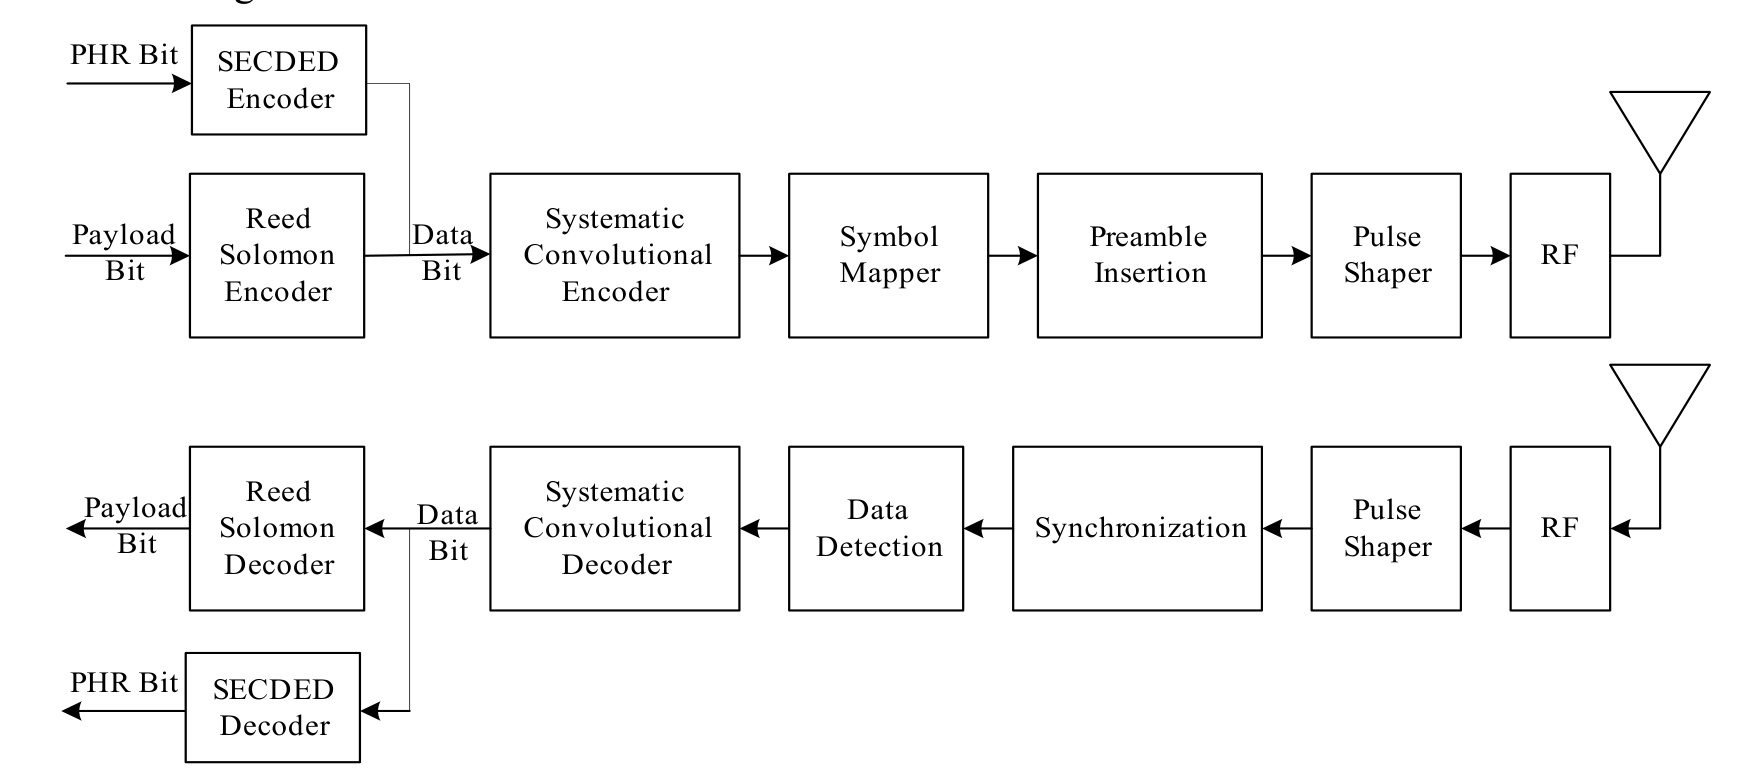 PHR Bit
SECDED
Encoder
Payload
Bit
Reed
Solomon
Encoder
Data
Bit
Systematic
Convolutional
Encoder
Symbol
Mapper
Preamble
Insertion
Pulse
Shaper
RF
Payload
Bit
Reed
Solomon
Decoder
Data
Bit
Systematic
Convolutional
Decoder
Data
Detection
Synchronization
Pulse
Shaper
RF
PHR Bit
SECDED
Decoder